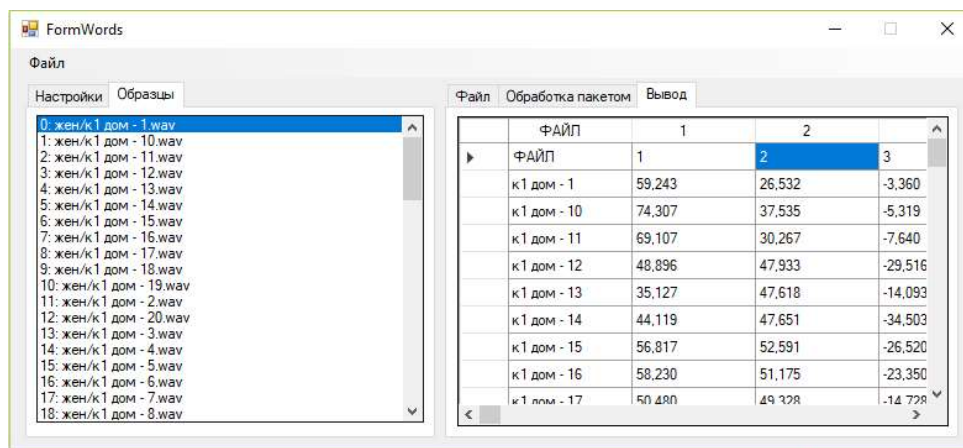 FormWords
Файл
Настройки Образцы
0: жен/к1 дом - 1.wav
1: жен/к1 дом - 10.wav
2: жен/к1 дом - 11.wav
3: жен/к1 дом - 12.wav
4: жен/к1 дом - 13.wav
5: жен/к1 дом - 14.wav
6: жен/к1 дом - 15.wav
7: жен/к1 дом - 16.wav
8: жен/к1 дом - 17.wav
9: жен/к1 дом - 18.wav
10: жен/к1 дом - 19.wav
11: жен/к1 дом - 2.wav
12: жен/к1 дом - 20.wav
13: жен/к1 дом - 3.wav
14: жен/к1 дом - 4.wav
15: жен/к1 дом - 5.wav
16: жен/к1 дом - 6.wav
17: жен/к1 дом - 7.wav
18: жен/к1 дом - 8.wav
Файл Обработка пакетом Вывод
ФАЙЛ 1 2
ФАЙЛ 1 2 3
к1 дом - 1 59,243 26,532 -3,360
к1 дом - 10 74,307 37,535 -5,319
к1 дом - 11 69,107 30,267 -7,640
к1 дом - 12 48,896 47,933 -29,516
к1 дом - 13 35,127 47,618 -14,093
к1 дом - 14 44,119 47,651 -34,503
к1 дом - 15 56,817 52,591 -26,520
к1 дом - 16 58,230 51,175 -23,350
к1 дом - 17 50,480 49,328 -14,728